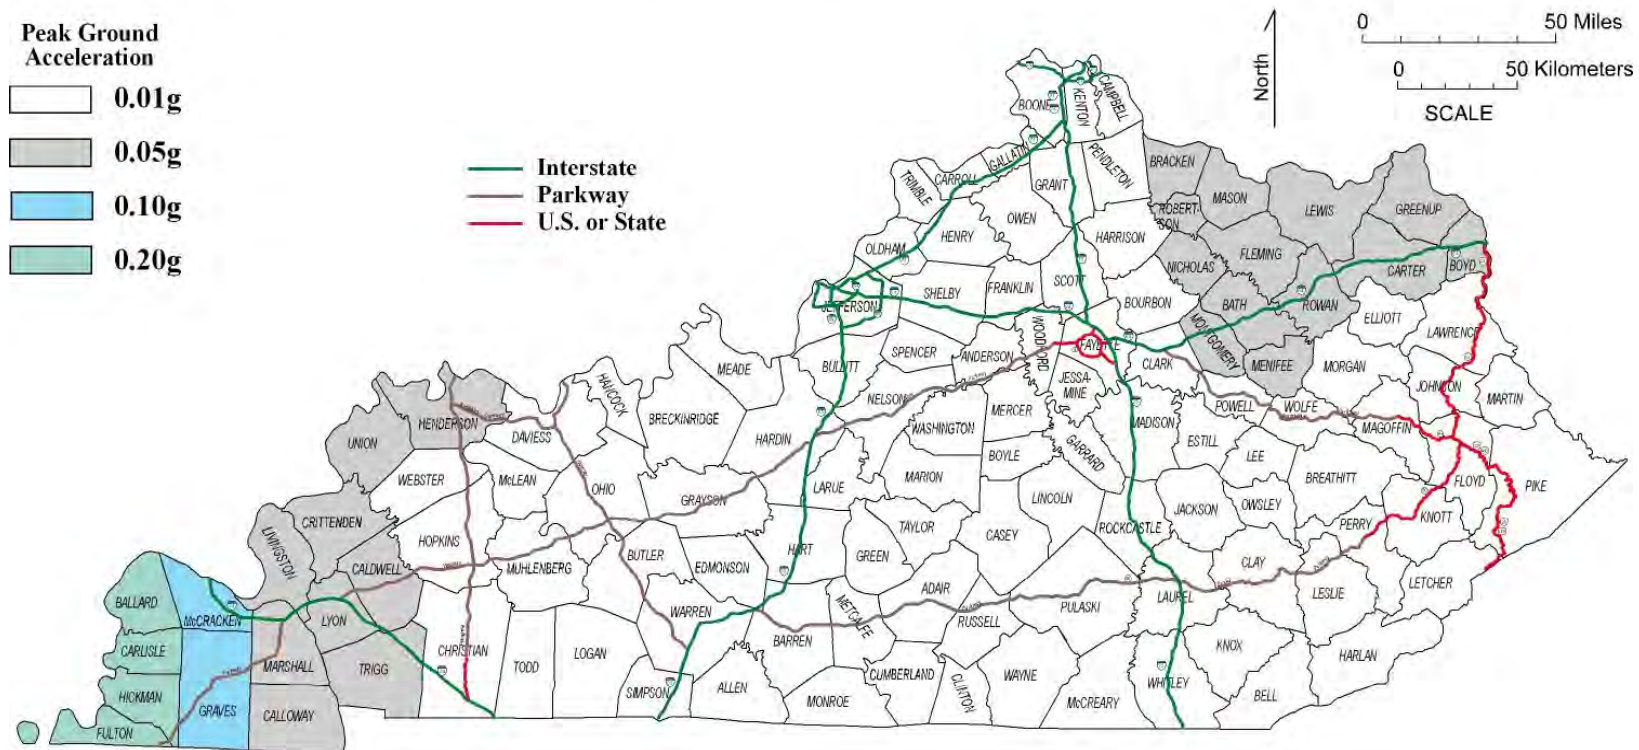 Peak Ground
Acceleration
0.01g
0.05g
0.10g
0.20g
Interstate
Parkway
U.S. or State
North
0 50 Miles
0 50 Kilometers
SCALE
BOONE
KENTON
CAMPBELL
GALLATIN
PENDLETON
BRACKEN
CARROLL
GRANT
TRIMBLE
MASON
ROBERT-
SON
LEWIS
GREENUP
OWEN
HENRY
HARRISON
OLDHAM
FLEMING
NICHOLAS
CARTER
BOYD
SHELBY
FRANKLIN
SCOTT
JEFFERSON
BOURBON
BATH
ROWAN
ELLIOTT
LAWRENCE
WOODFORD
FAYETTE
MONTGOMERY
SPENCER
ANDERSON
CLARK
MENIFEE
MORGAN
BULLITT
MEADE
HANCOCK
JESSA-
MINE
JOHNTON
MARTIN
NELSON
MERCER
POWELL
WOLFE
BRECKINRIDGE
HENDERSON
DAVIESS
UNION
HARDIN
WASHINGTON
GARRARD
MADISON
ESTILL
MAGOFFIN
BOYLE
LEE
WEBSTER
McLEAN
OHIO
GRAYSON
LARUE
MARION
LINCOLN
BREATHITT
FLOYD
PIKE
CRITTENDEN
LIVINGSTON
JACKSON
OWSLEY
KNOTT
PERRY
TAYLOR
ROCKCASTLE
HOPKINS
BUTLER
HART
GREEN
CASEY
CALDWELL
MUHLENBERG
EDMONSON
CLAY
LETCHER
LESLIE
ADAIR
BALLARD
McCRACKEN
LYON
WARREN
METCALFE
RUSSELL
PULASKI
LAUREL
BARREN
CARLISLE
MARSHALL
TRIGG
CHRISTIAN
TODD
LOGAN
KNOX
HARLAN
CUMBERLAND
WAYNE
HICKMAN
GRAVES
CALLOWAY
SIMPSON
ALLEN
MONROE
CLINTON
McCREARY
WHITLEY
BELL
FULTON